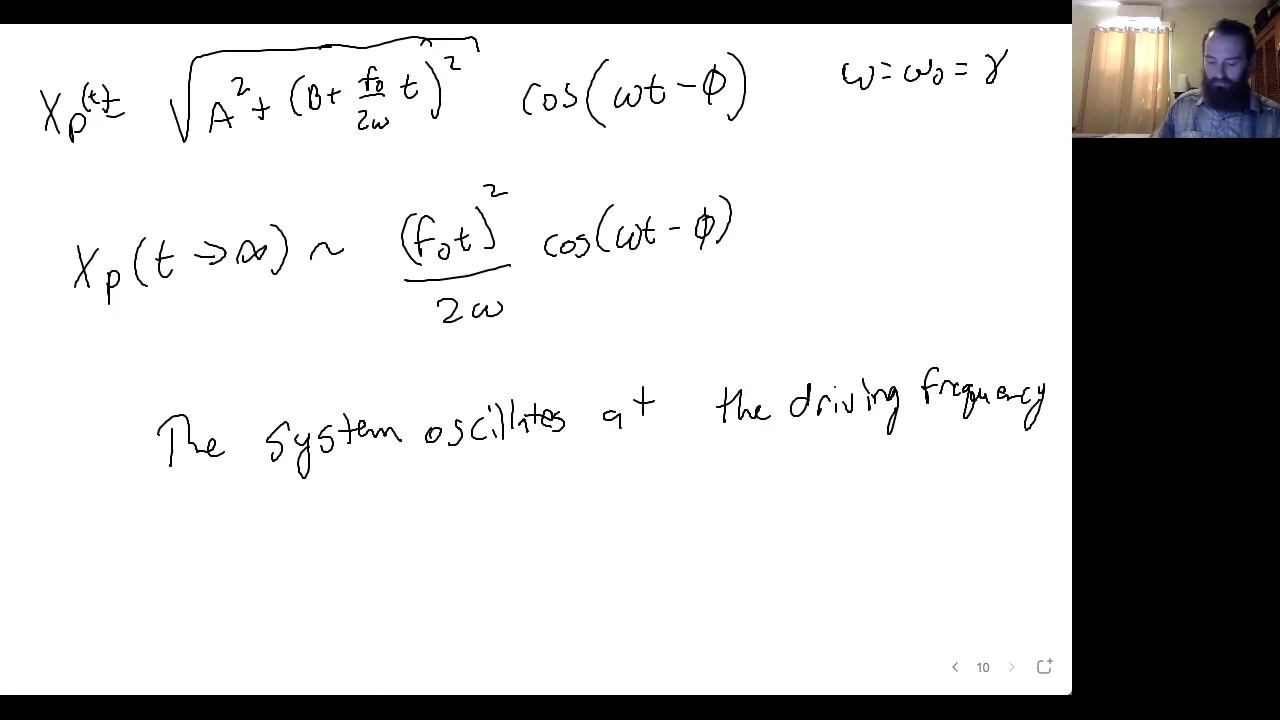 Xp(t) = √(A² + (B + f₀/2ω t)²) cos(ωt - ϕ) ω = ω₀ = γ
Xp(t → ∞) ~ (f₀t)²/2ω cos(ωt - ϕ)
The system oscillates at the driving frequency
10